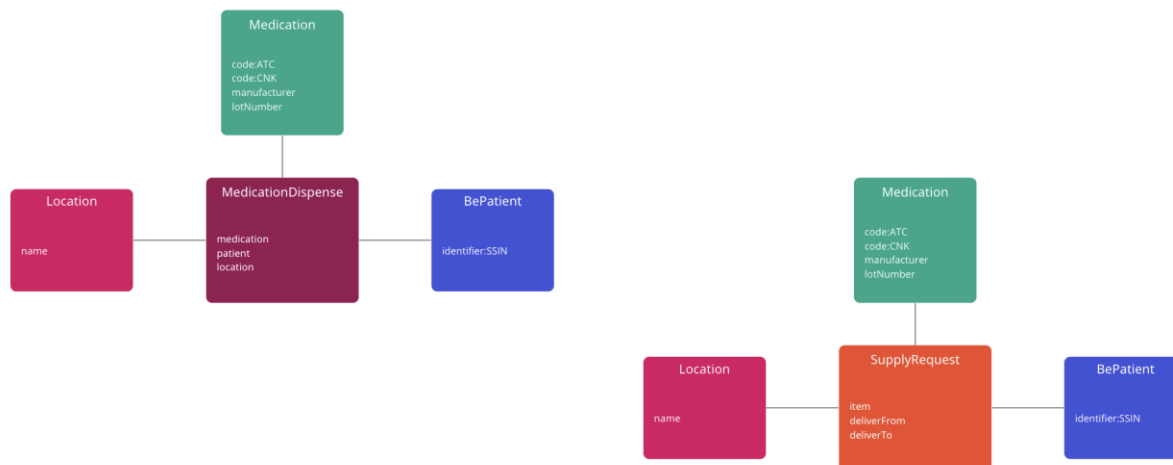 Medication
code:ATC
code:CNK
manufacturer
lotNumber
Location
name
MedicationDispense
medication
patient
location
BePatient
identifier:SSIN
Medication
code:ATC
code:CNK
manufacturer
lotNumber
Location
name
SupplyRequest
item
deliverFrom
deliverTo
BePatient
identifier:SSIN